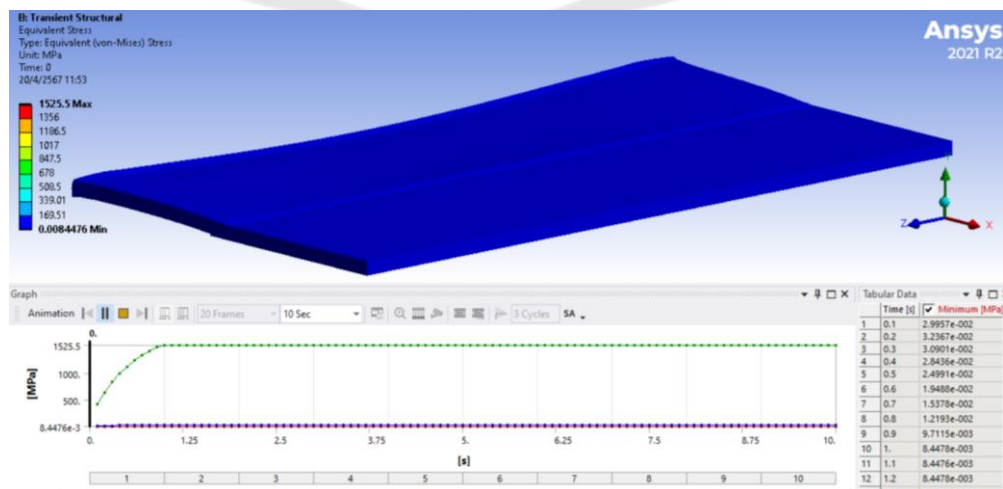 B: Transient Structural
Equivalent Stress
Type: Equivalent (von-Mises) Stress
Unit: MPa
Time: 0
20/4/2567 11:53
Ansys
2021 R2
1525.5 Max
1356
1186.5
1017
847.5
678
508.5
339.01
169.51
0.0084476 Min
Y
Z
X
Graph
Animation
20 Frames
10 Sec
3 Cycles
SA
0.
1525.5
1000.
500.
8.4476e-3
[MPa]
0.
1.25
2.5
3.75
5.
6.25
7.5
8.75
10.
[s]
1 2 3 4 5 6 7 8 9 10
Tabular Data
Time [s] Minimum [MPa]
1 0.1 2.9957e-002
2 0.2 3.2367e-002
3 0.3 3.0901e-002
4 0.4 2.8436e-002
5 0.5 2.4991e-002
6 0.6 1.9488e-002
7 0.7 1.5378e-002
8 0.8 1.2193e-002
9 0.9 9.7115e-003
10 1. 8.4478e-003
11 1.1 8.4476e-003
12 1.2 8.4478e-003